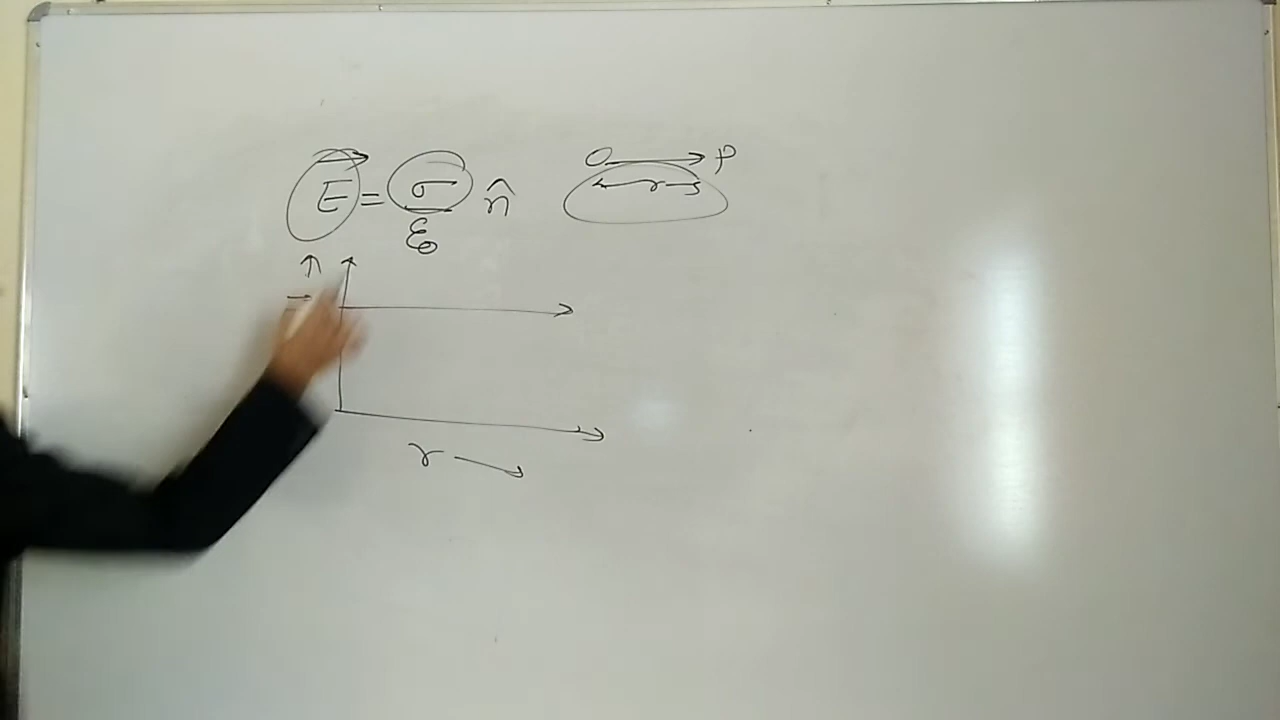 E⃗ = σ/ε₀ n̂
O → P
r
r →